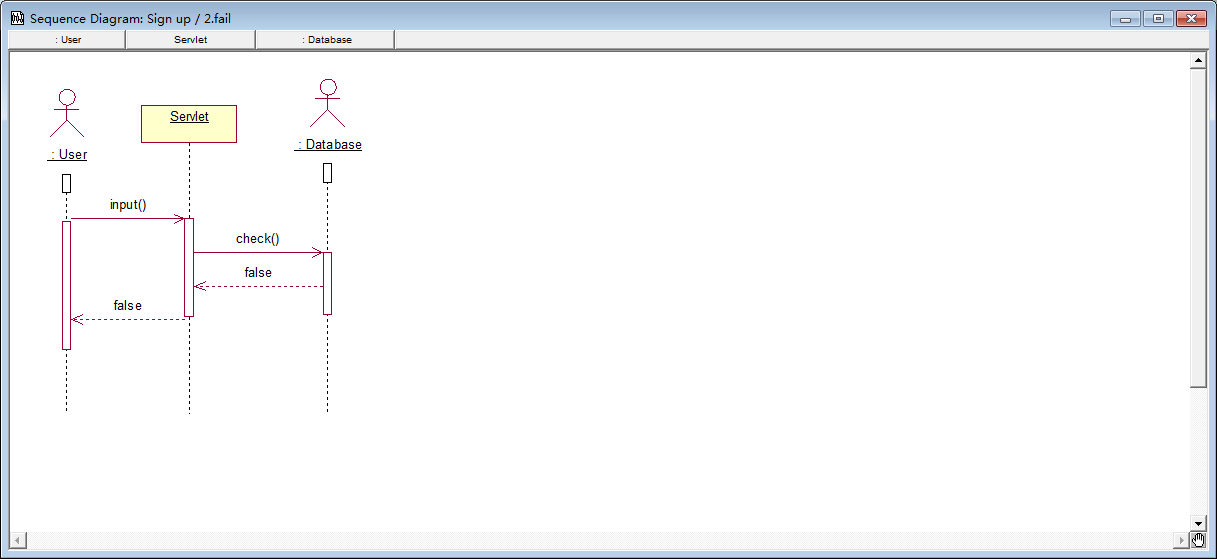 Sequence Diagram: Sign up / 2.fail
: User
Servlet
: Database
Servlet
: Database
: User
input()
check()
false
false